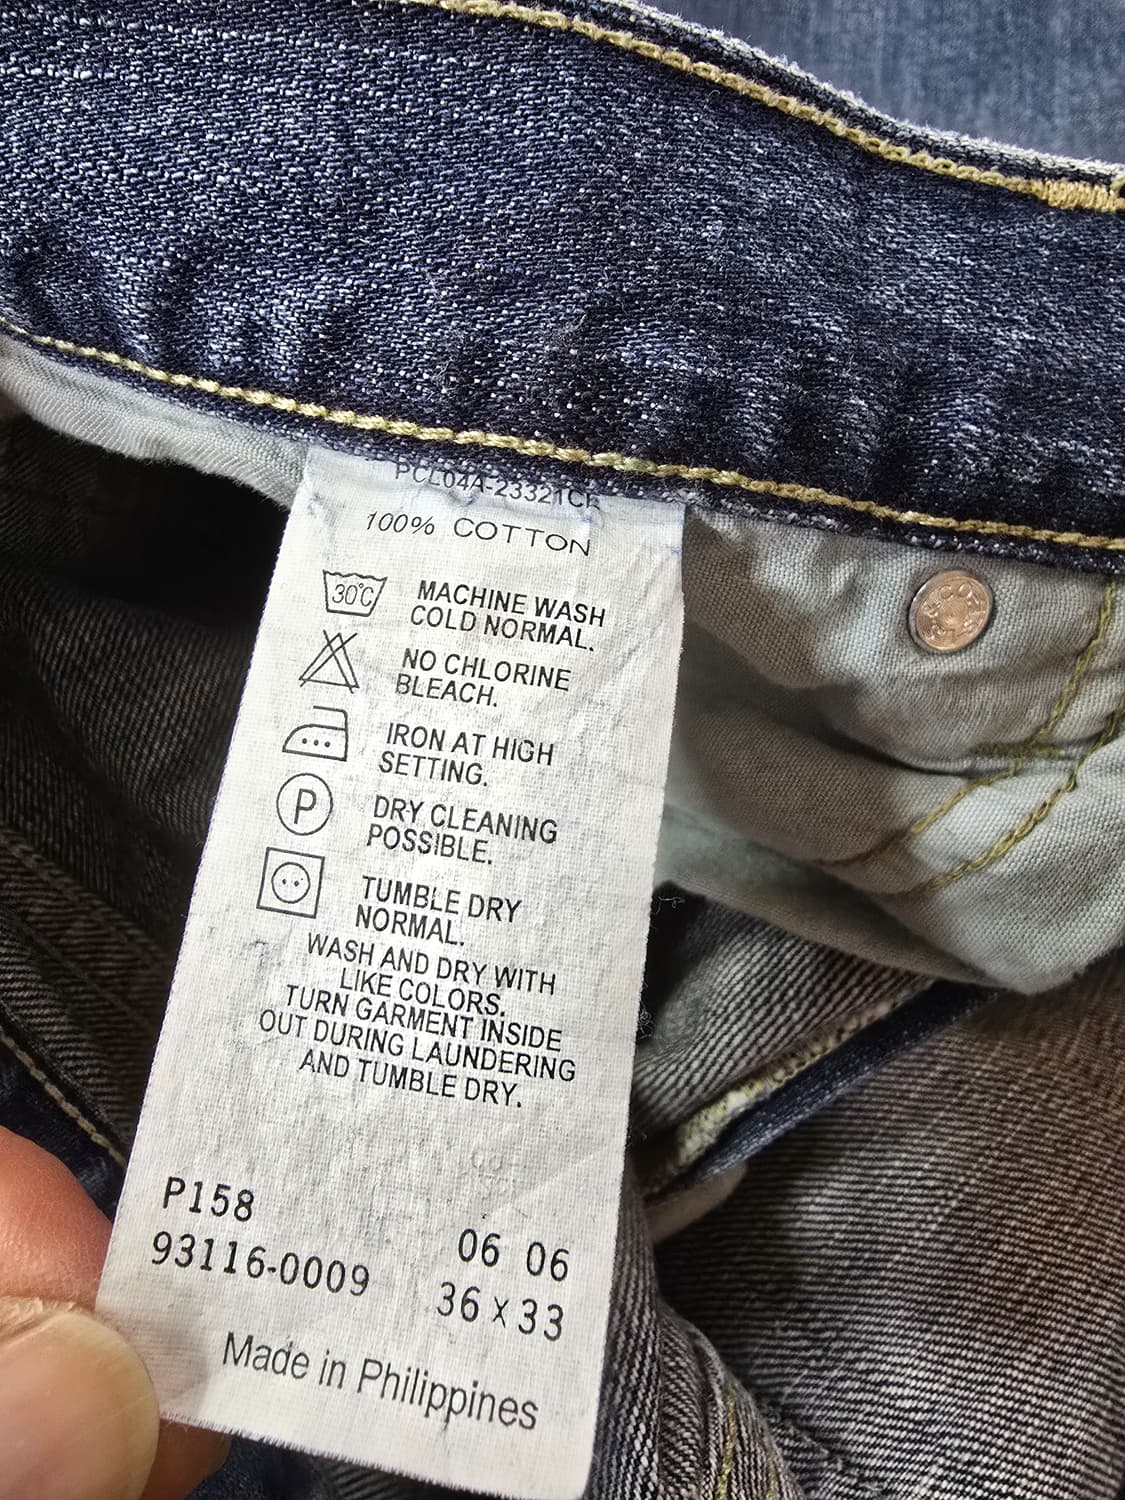 PCL04A-23321CF
100% COTTON
30°C
MACHINE WASH
COLD NORMAL.
NO CHLORINE
BLEACH.
IRON AT HIGH
SETTING.
P
DRY CLEANING
POSSIBLE.
TUMBLE DRY
NORMAL.
WASH AND DRY WITH
LIKE COLORS.
TURN GARMENT INSIDE
OUT DURING LAUNDERING
AND TUMBLE DRY.
P158
06 06
93116-0009
36 x 33
Made in Philippines